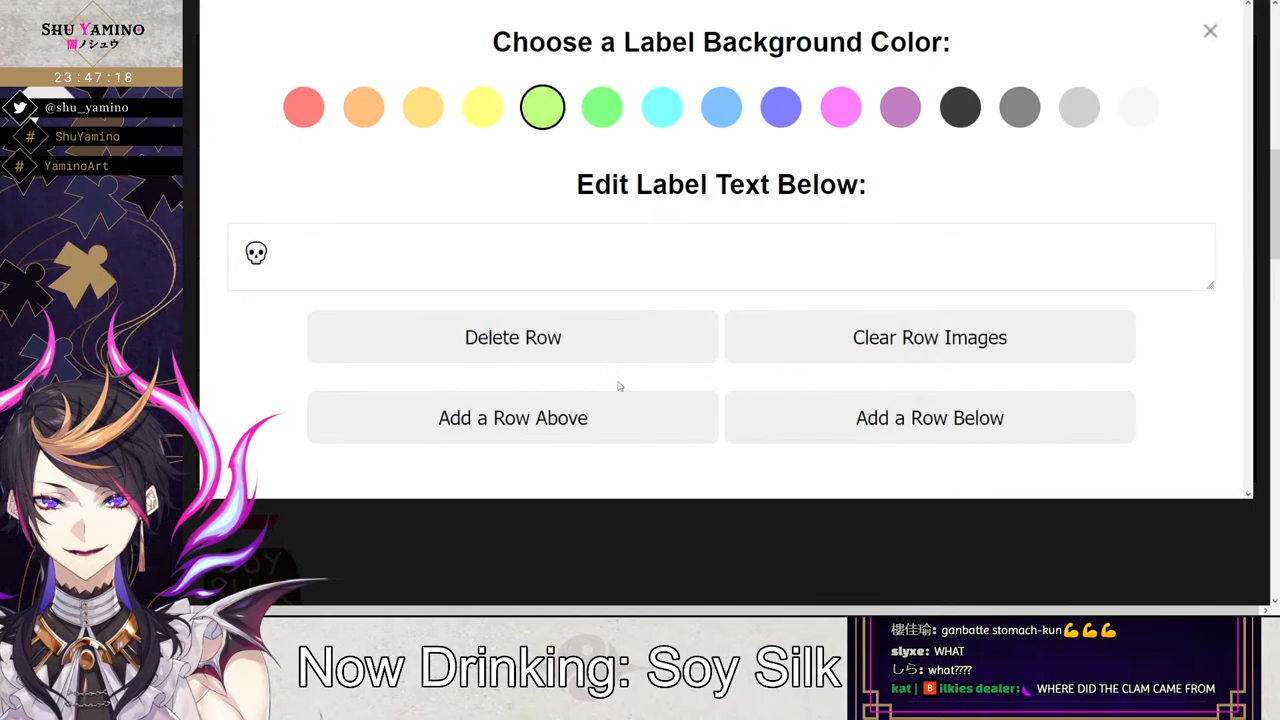 SHU YAMINO
闇ノシュウ
23:47:18
@shu_yamino
# ShuYamino
# YaminoArt
Choose a Label Background Color:
Edit Label Text Below:
💀
Delete Row
Clear Row Images
Add a Row Above
Add a Row Below
SOY
Now Drinking: Soy Silk
樓佳瑜: ganbatte stomach-kun💪💪💪
slyxe: WHAT
しら: what????
kat | 🅱 ilkies dealer:🍆 WHERE DID THE CLAM CAME FROM